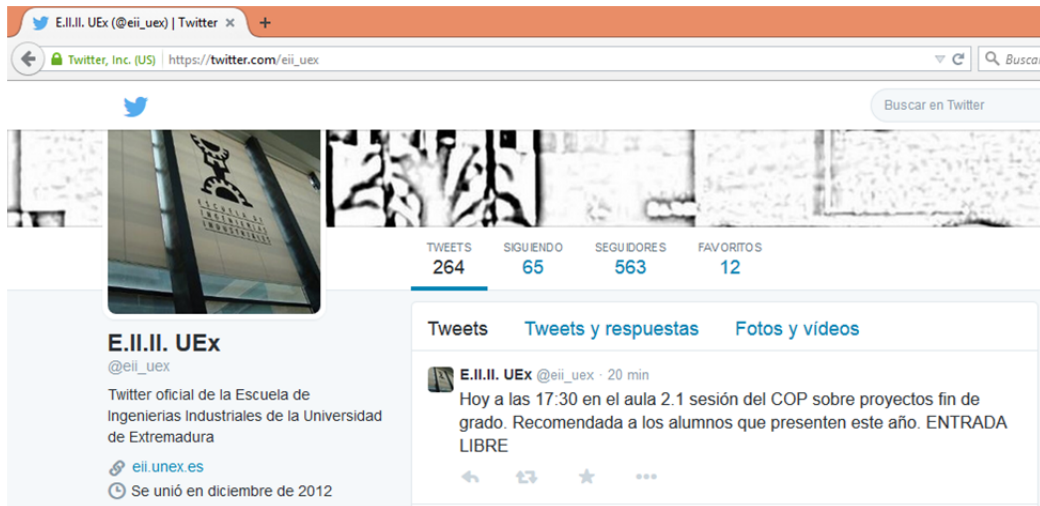 E.II.II. UEx (@eii_uex) | Twitter × +
Twitter, Inc. (US) https://twitter.com/eii_uex
Buscar
Buscar en Twitter
ESCUELA DE
INGENIERIAS
INDUSTRIALES
TWEETS SIGUIENDO SEGUIDORES FAVORITOS
264 65 563 12
E.II.II. UEx
@eii_uex
Twitter oficial de la Escuela de
Ingenierias Industriales de la Universidad
de Extremadura
eii.unex.es
Se unió en diciembre de 2012
Tweets Tweets y respuestas Fotos y vídeos
E.II.II. UEx @eii_uex · 20 min
Hoy a las 17:30 en el aula 2.1 sesión del COP sobre proyectos fin de
grado. Recomendada a los alumnos que presenten este año. ENTRADA
LIBRE